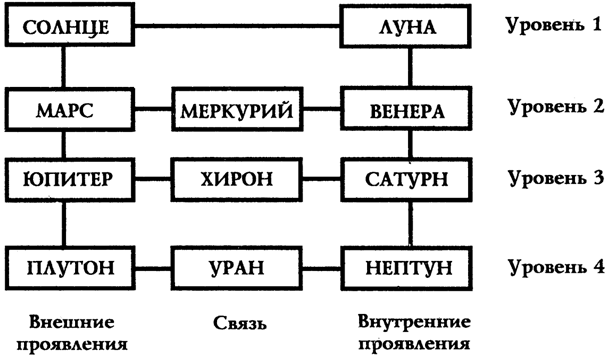 СОЛНЦЕ ЛУНА Уровень 1
МАРС МЕРКУРИЙ ВЕНЕРА Уровень 2
ЮПИТЕР ХИРОН САТУРН Уровень 3
ПЛУТОН УРАН НЕПТУН Уровень 4
Внешние Связь Внутренние
проявления проявления